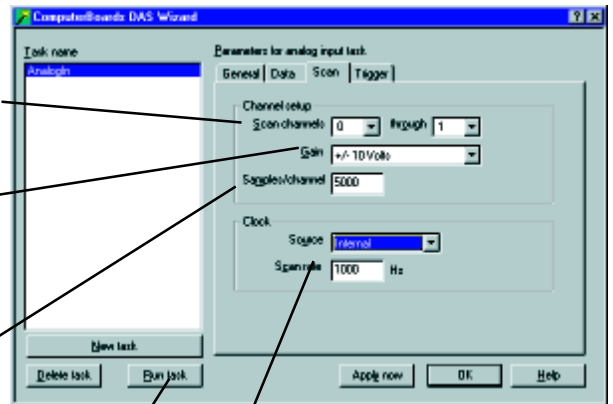 ComputerBoards DAS Wizard
Task name
AnalogIn
New task
Delete task
Run task
Parameters for analog input task
General Data Scan Trigger
Channel setup
Scan channels 0 through 1
Gain +/- 10 Volts
Samples/channel 5000
Clock
Source Internal
Scan rate 1000 Hz
Apply now OK Help